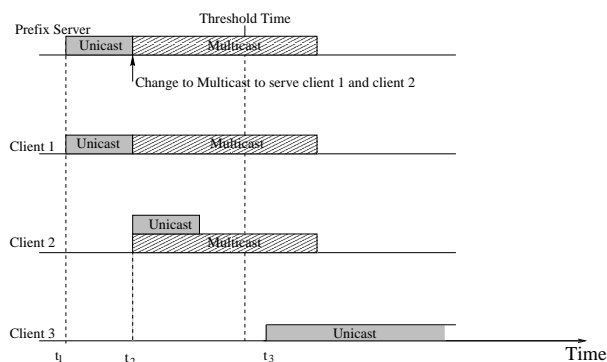 Threshold Time
Prefix Server
Unicast
Multicast
Change to Multicast to serve client 1 and client 2
Client 1
Unicast
Multicast
Unicast
Client 2
Multicast
Client 3
Unicast
t1
t2
t3
Time